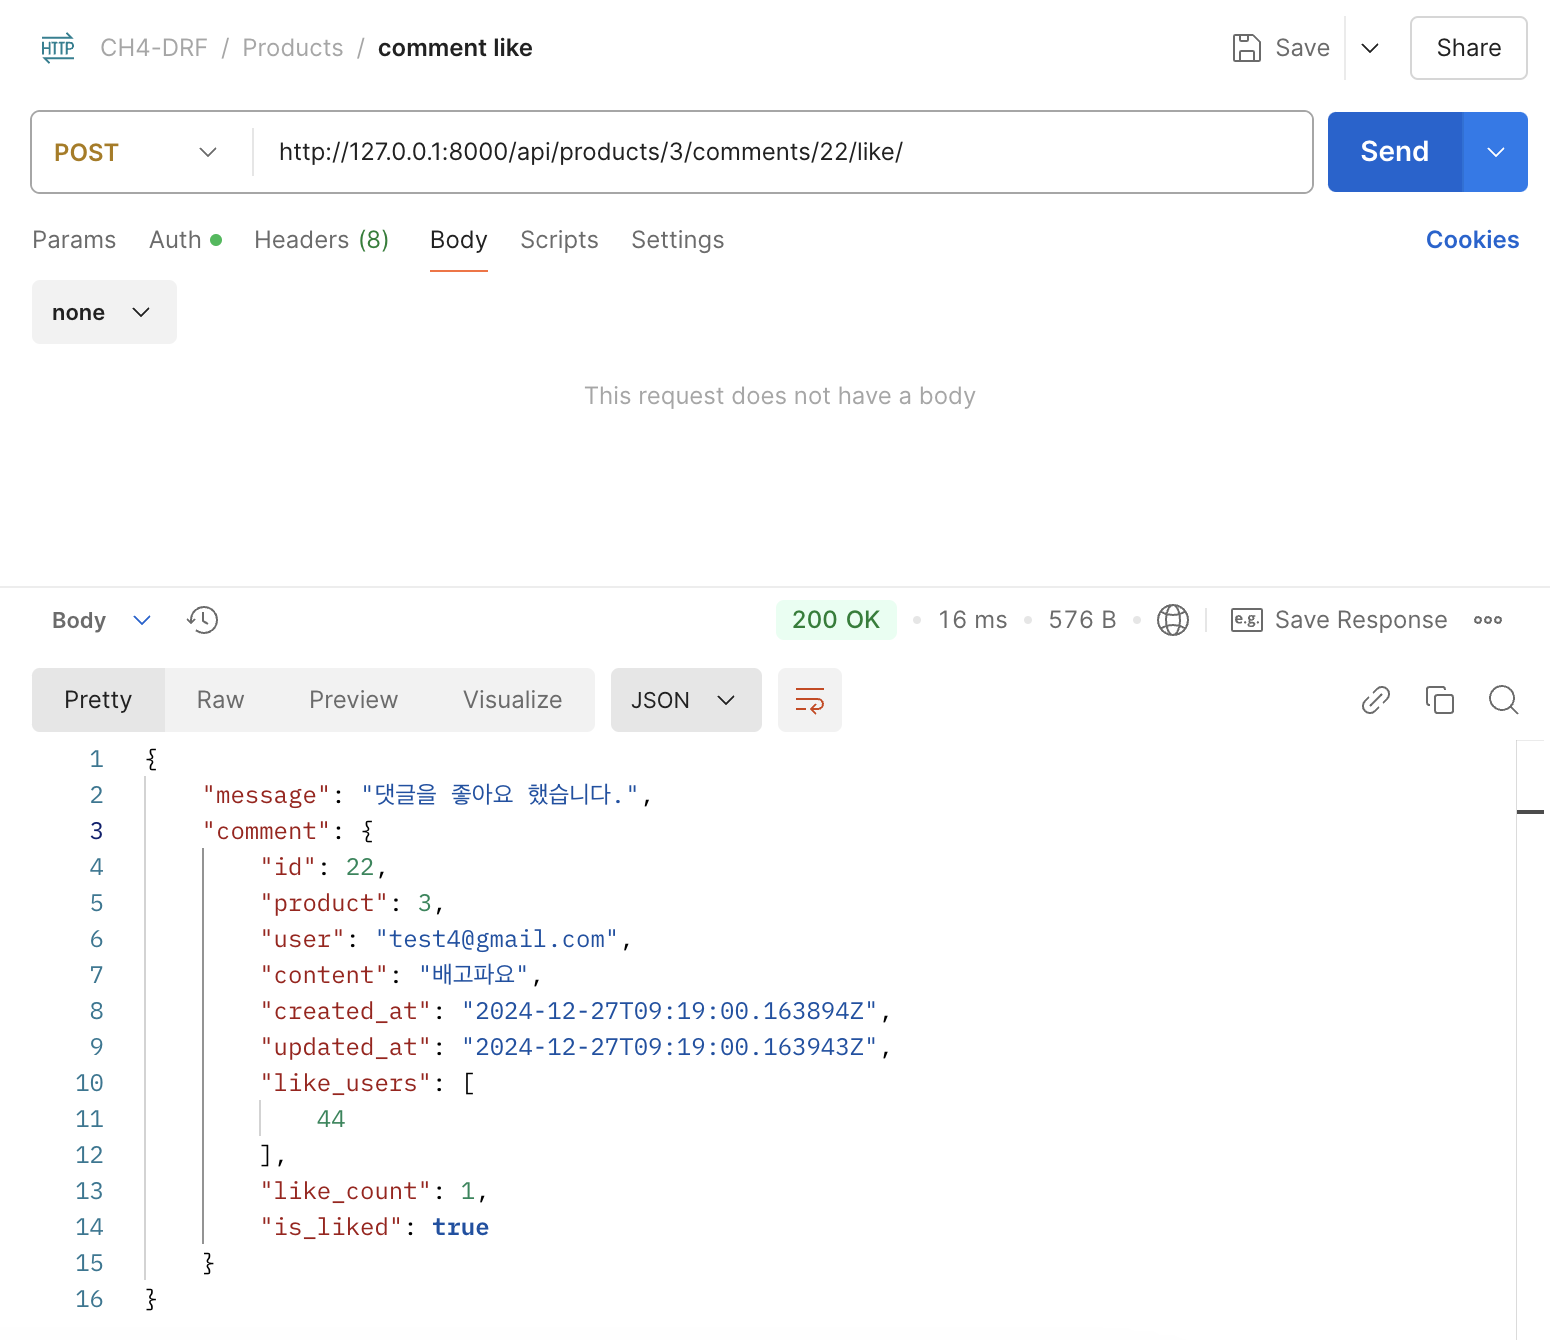 HTTP CH4-DRF / Products / comment like Save Share
POST http://127.0.0.1:8000/api/products/3/comments/22/like/ Send
Params Auth Headers (8) Body Scripts Settings Cookies
none
This request does not have a body
Body 200 OK 16 ms 576 B e.g. Save Response
Pretty Raw Preview Visualize JSON
1 {
2 "message": "댓글을 좋아요 했습니다.",
3 "comment": {
4 "id": 22,
5 "product": 3,
6 "user": "test4@gmail.com",
7 "content": "배고파요",
8 "created_at": "2024-12-27T09:19:00.163894Z",
9 "updated_at": "2024-12-27T09:19:00.163943Z",
10 "like_users": [
11 44
12 ],
13 "like_count": 1,
14 "is_liked": true
15 }
16 }